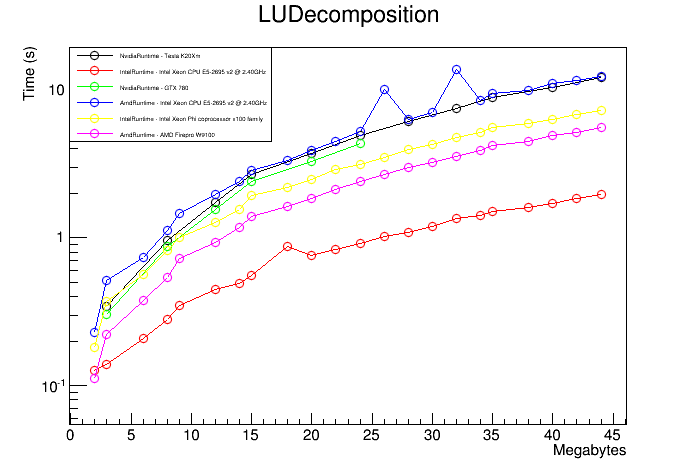 LUDecomposition
Time (s)
NvidiaRuntime - Tesla K20Xm
IntelRuntime - Intel Xeon CPU E5-2695 v2 @ 2.40GHz
NvidiaRuntime - GTX 780
AmdRuntime - Intel Xeon CPU E5-2695 v2 @ 2.40GHz
IntelRuntime - Intel Xeon Phi coprocessor x100 family
AmdRuntime - AMD Firepro W9100
10
1
10⁻¹
0 5 10 15 20 25 30 35 40 45
Megabytes